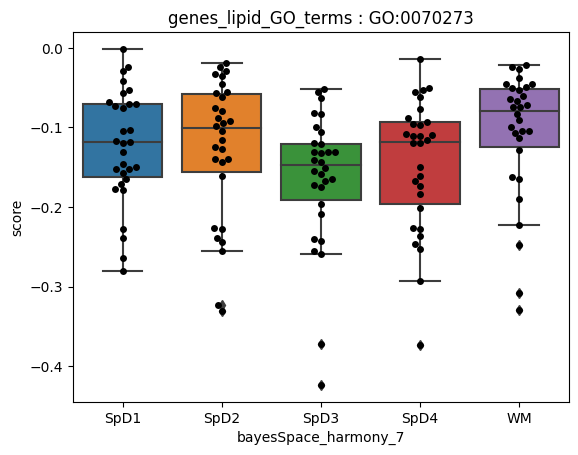 genes_lipid_GO_terms : GO:0070273
score
0.0
−0.1
−0.2
−0.3
−0.4
SpD1 SpD2 SpD3 SpD4 WM
bayesSpace_harmony_7